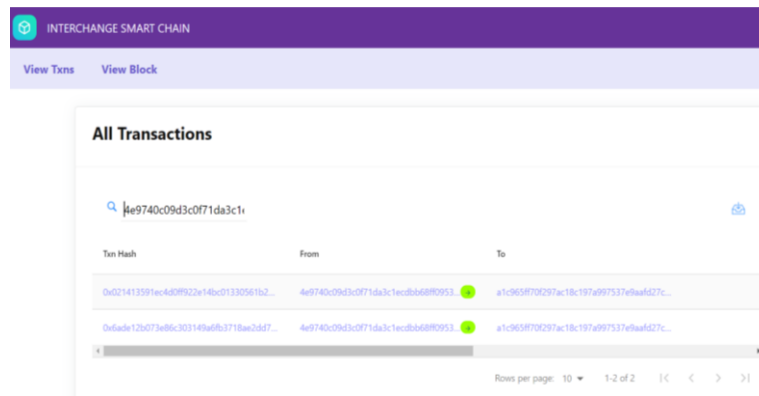 INTERCHANGE SMART CHAIN
View Txns View Block
All Transactions
4e9740c09d3c0f71da3c1
Txn Hash From To
0x021413591ec4d0ff922e14bc01330561b2... 4e9740c09d3c0f71da3c1ecdbb68ff0953... a1c965ff70f297ac18c197a997537e9aafd27c...
0x6ade12b073e86c303149a6fb3718ae2dd7... 4e9740c09d3c0f71da3c1ecdbb68ff0953... a1c965ff70f297ac18c197a997537e9aafd27c...
Rows per page: 10 1-2 of 2